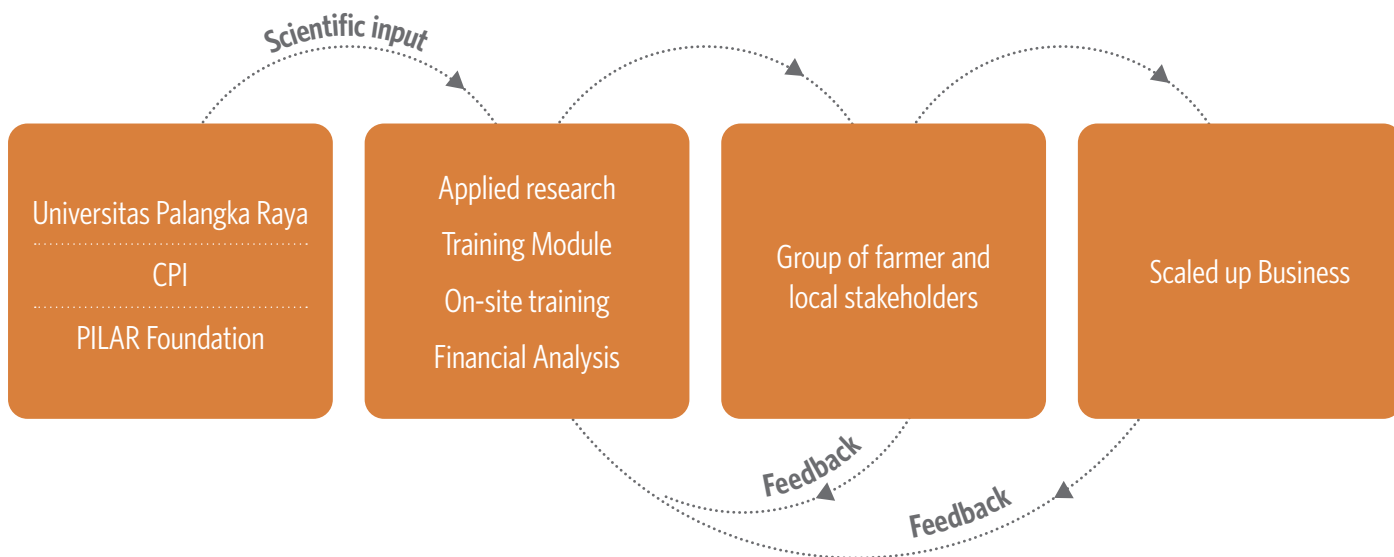 Scientific input
Universitas Palangka Raya
CPI
PILAR Foundation
Applied research
Training Module
On-site training
Financial Analysis
Group of farmer and
local stakeholders
Scaled up Business
Feedback
Feedback